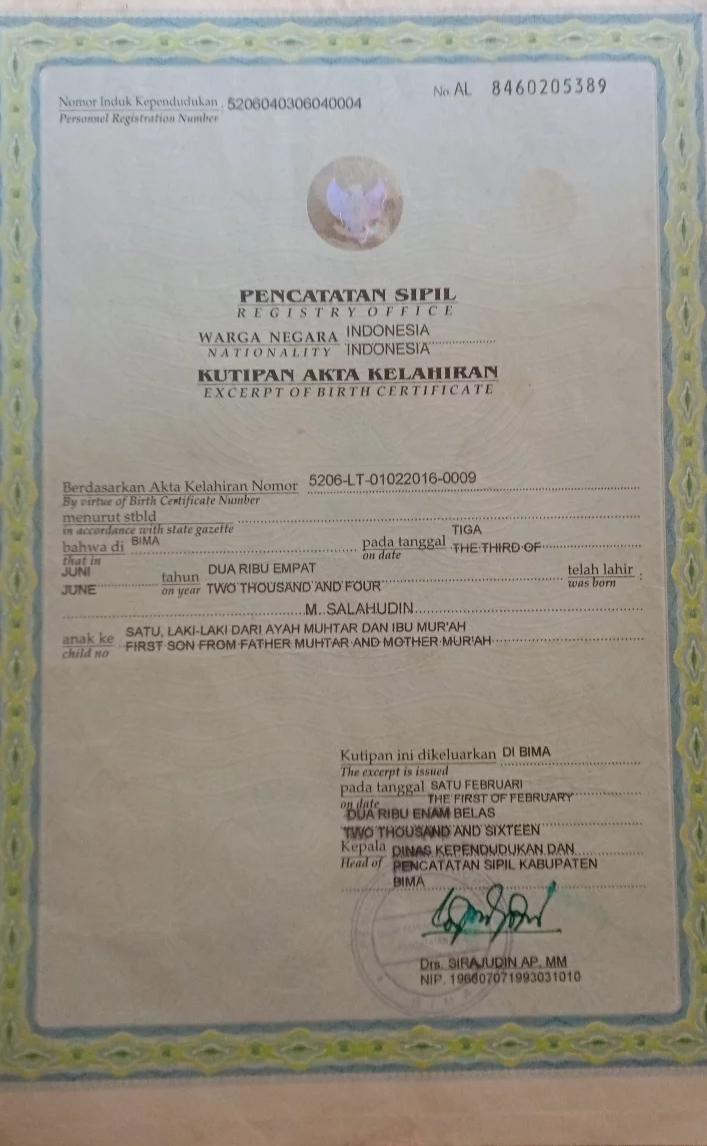 No. AL 8460205389
Nomor Induk Kependudukan . 5206040306040004
Personnel Registration Number
PENCATATAN SIPIL
REGISTRY OFFICE
WARGA NEGARA INDONESIA
NATIONALITY INDONESIA
KUTIPAN AKTA KELAHIRAN
EXCERPT OF BIRTH CERTIFICATE
Berdasarkan Akta Kelahiran Nomor 5206-LT-01022016-0009
By virtue of Birth Certificate Number
menurut stbld
in accordance with state gazette
bahwa di BIMA pada tanggal TIGA
that in on date THE THIRD OF
JUNI tahun DUA RIBU EMPAT telah lahir :
JUNE on year TWO THOUSAND AND FOUR was born
M. SALAHUDIN
anak ke SATU, LAKI-LAKI DARI AYAH MUHTAR DAN IBU MUR'AH
child no FIRST SON FROM FATHER MUHTAR AND MOTHER MUR'AH
Kutipan ini dikeluarkan DI BIMA
The excerpt is issued
pada tanggal SATU FEBRUARI
on date THE FIRST OF FEBRUARY
DUA RIBU ENAM BELAS
TWO THOUSAND AND SIXTEEN
Kepala DINAS KEPENDUDUKAN DAN
Head of PENCATATAN SIPIL KABUPATEN
BIMA
Drs. SIRAJUDIN AP, MM
NIP. 196607071993031010